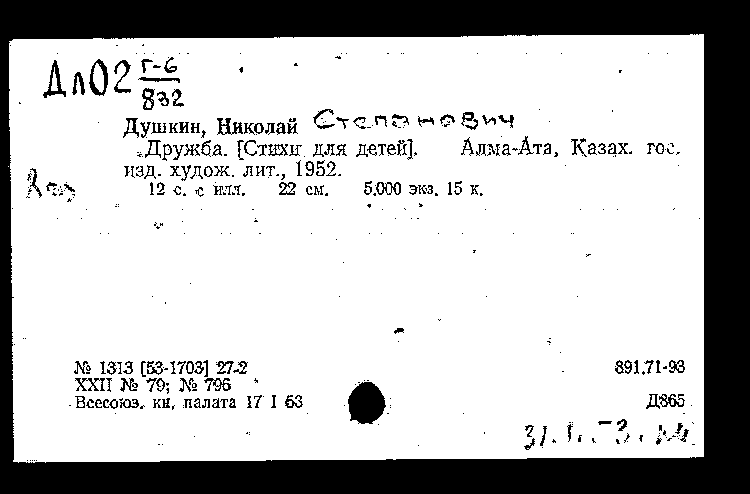 ДлО2 Г-6
832
Душкин, Николай Степанович
Дружба. [Стихи для детей]. Алма-Ата, Казах. гос.
изд. худож. лит., 1952.
12 с. с илл. 22 см. 5.000 экз. 15 к.
№ 1313 [53-1703] 27-2
891.71-93
XXII № 79; № 796
Всесоюз. кн. палата 17 I 63
Д865